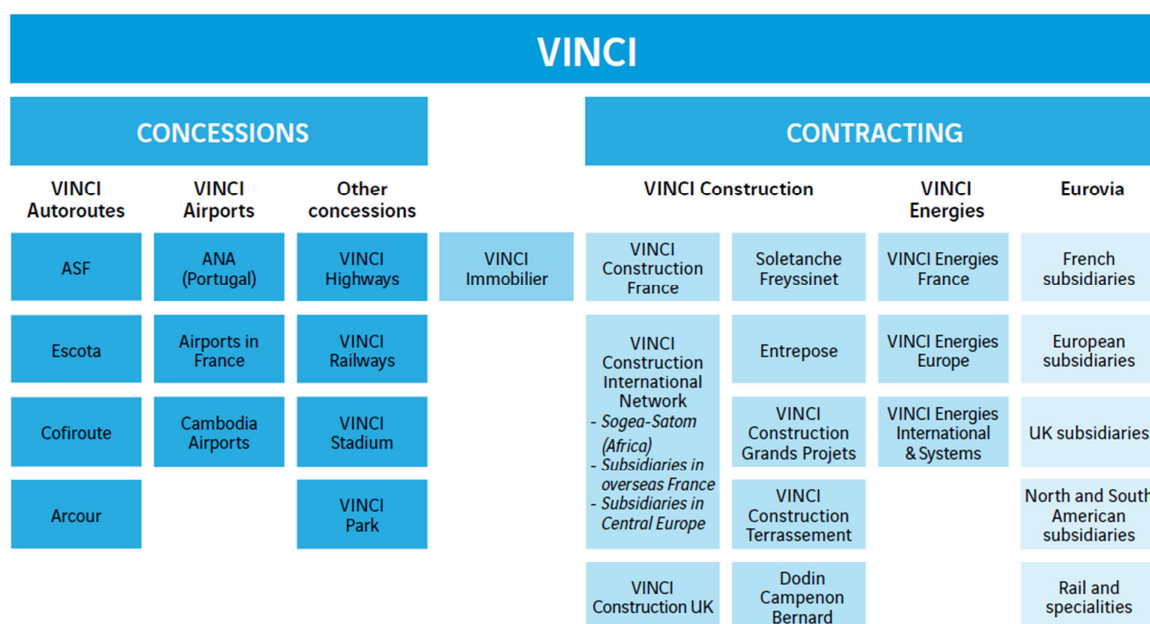 VINCI
CONCESSIONS
CONTRACTING
VINCI
Autoroutes
VINCI
Airports
Other
concessions
VINCI Construction
VINCI
Energies
Eurovia
ASF
Escota
Cofiroute
Arcour
ANA
(Portugal)
Airports in
France
Cambodia
Airports
VINCI
Highways
VINCI
Railways
VINCI
Stadium
VINCI
Park
VINCI
Immobilier
VINCI
Construction
France
VINCI
Construction
International
Network
- Sogea-Satom
(Africa)
- Subsidiaries in
overseas France
- Subsidiaries in
Central Europe
VINCI
Construction UK
Soletanche
Freyssinet
Entrepose
VINCI
Construction
Grands Projets
VINCI
Construction
Terrassement
Dodin
Campenon
Bernard
VINCI Energies
France
VINCI Energies
Europe
VINCI Energies
International
& Systems
French
subsidiaries
European
subsidiaries
UK subsidiaries
North and South
American
subsidiaries
Rail and
specialities